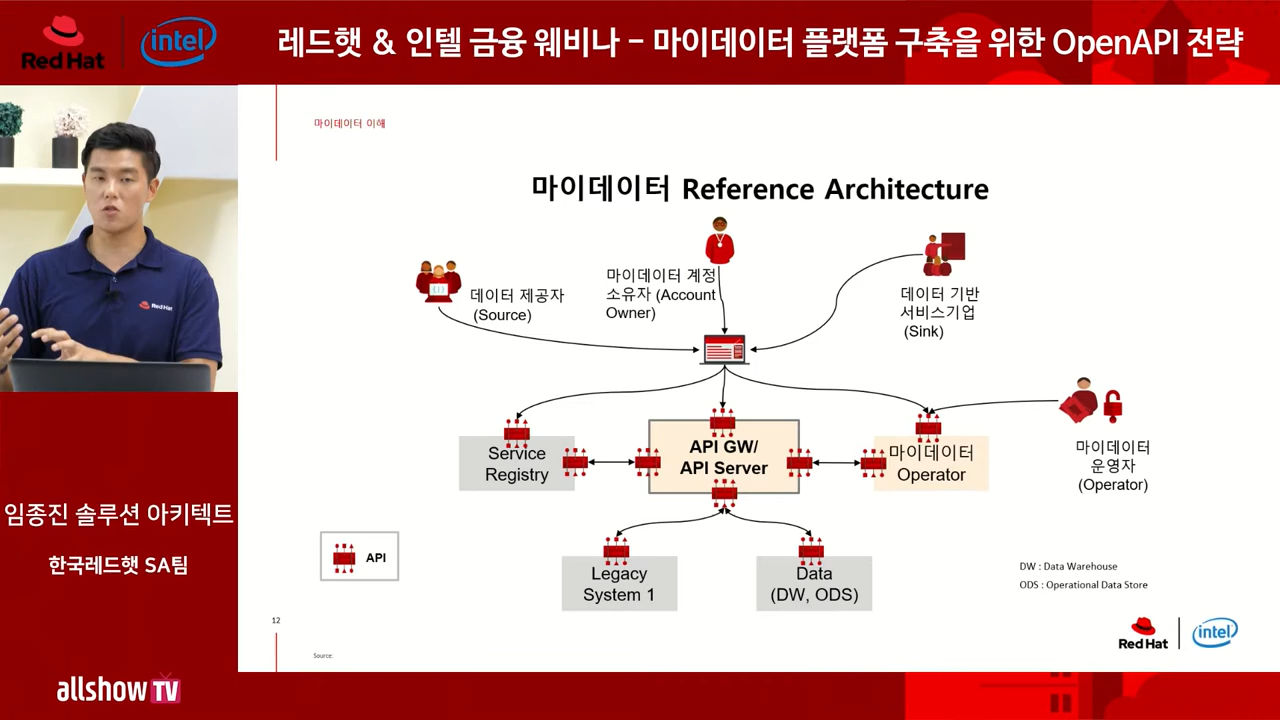 Red Hat
intel
레드햇 & 인텔 금융 웨비나 – 마이데이터 플랫폼 구축을 위한 OpenAPI 전략
마이데이터 이해
마이데이터 Reference Architecture
데이터 제공자
(Source)
마이데이터 계정
소유자 (Account
Owner)
데이터 기반
서비스기업
(Sink)
Red Hat
Service
Registry
API GW/
API Server
마이데이터
Operator
마이데이터
운영자
(Operator)
임종진 솔루션 아키텍트
한국레드햇 SA팀
API
Legacy
System 1
Data
(DW, ODS)
DW : Data Warehouse
ODS : Operational Data Store
12
Source:
Red Hat
intel
allshow TV